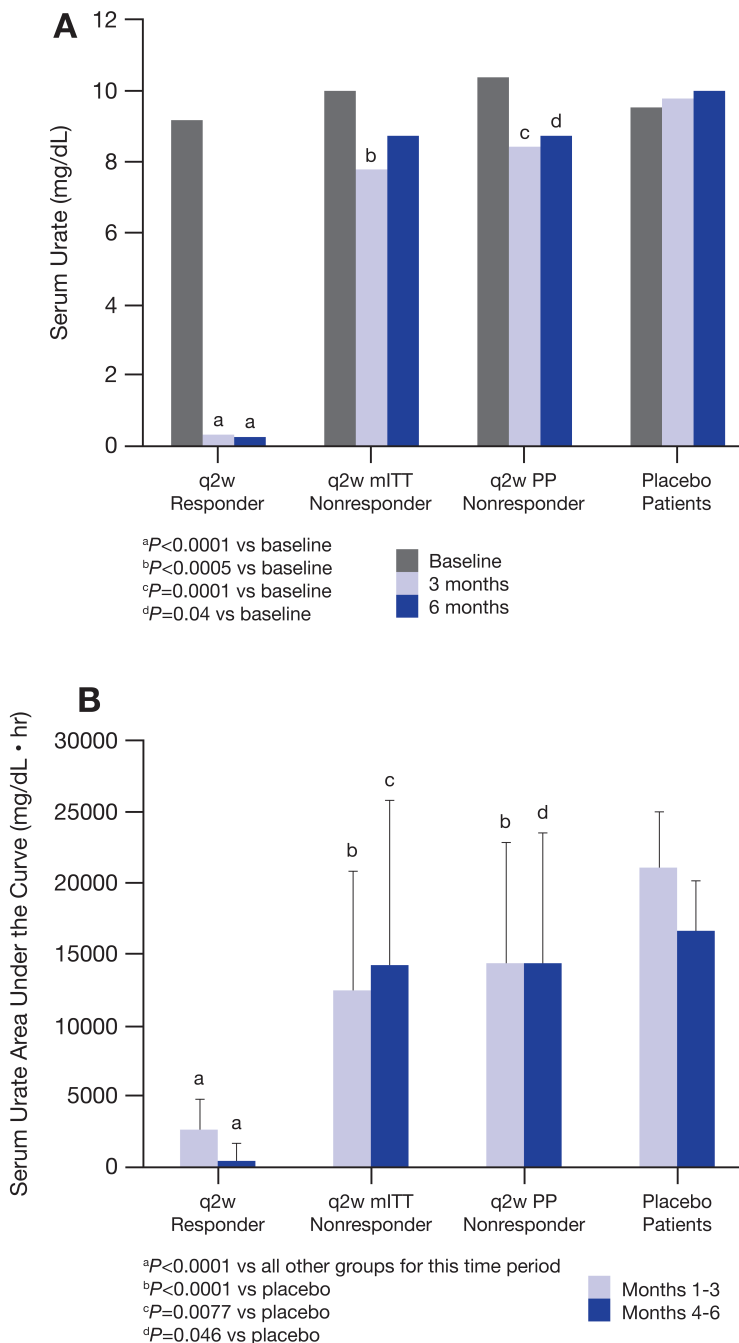 A
Serum Urate (mg/dL)
12
10
8
6
4
2
0
a a
b
c d
q2w
Responder
q2w mITT
Nonresponder
q2w PP
Nonresponder
Placebo
Patients
ᵃP<0.0001 vs baseline
ᵇP<0.0005 vs baseline
ᶜP=0.0001 vs baseline
ᵈP=0.04 vs baseline
Baseline
3 months
6 months
B
Serum Urate Area Under the Curve (mg/dL • hr)
30000
25000
20000
15000
10000
5000
0
a
a
b
c
b
d
q2w
Responder
q2w mITT
Nonresponder
q2w PP
Nonresponder
Placebo
Patients
ᵃP<0.0001 vs all other groups for this time period
ᵇP<0.0001 vs placebo
ᶜP=0.0077 vs placebo
ᵈP=0.046 vs placebo
Months 1-3
Months 4-6